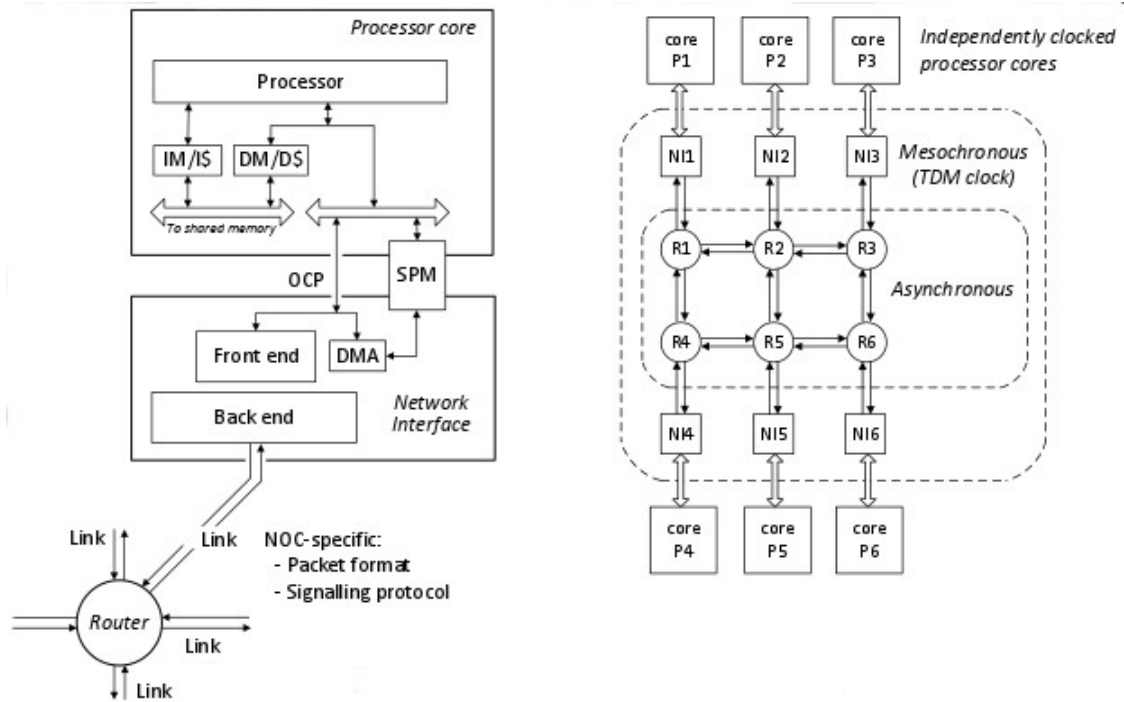 Processor core
Processor
IM/I$
DM/D$
To shared memory
OCP
SPM
Front end
DMA
Back end
Network
Interface
Link
Link
NOC-specific:
- Packet format
- Signalling protocol
Router
Link
Link
core
P1
core
P2
core
P3
Independently clocked
processor cores
NI1
NI2
NI3
Mesochronous
(TDM clock)
R1
R2
R3
Asynchronous
R4
R5
R6
NI4
NI5
NI6
core
P4
core
P5
core
P6